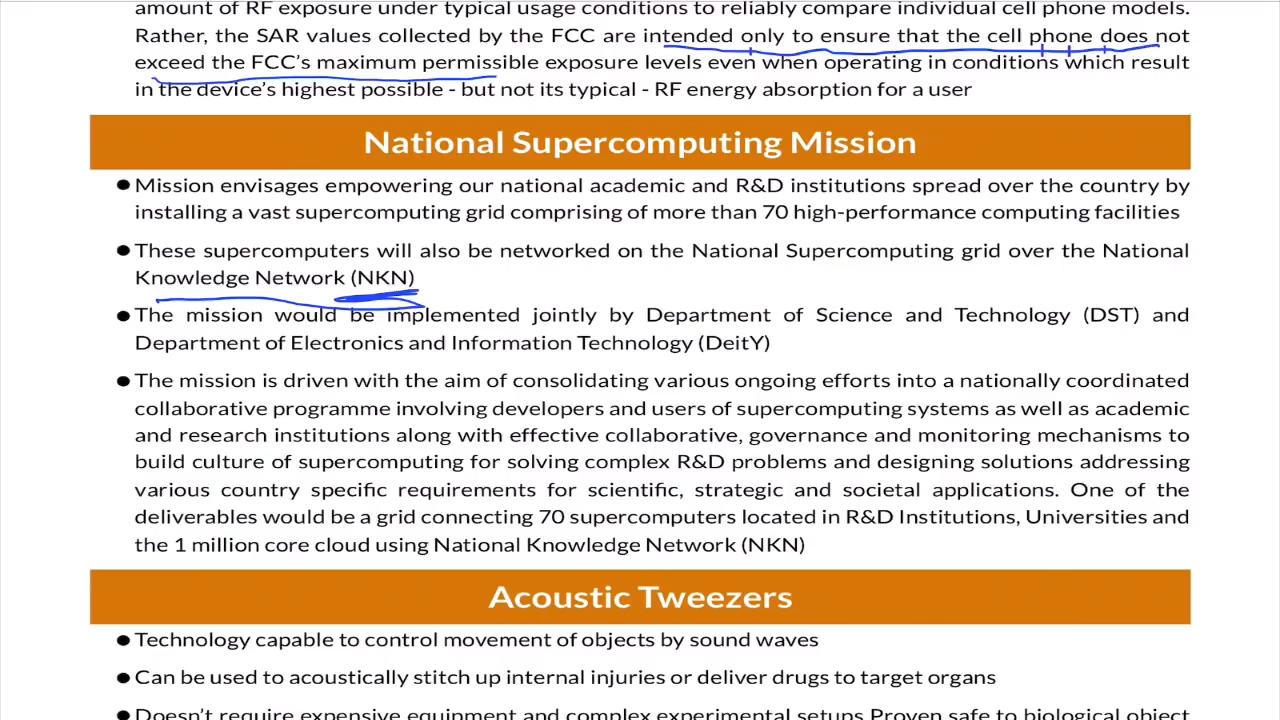 amount of RF exposure under typical usage conditions to reliably compare individual cell phone models.
Rather, the SAR values collected by the FCC are intended only to ensure that the cell phone does not
exceed the FCC's maximum permissible exposure levels even when operating in conditions which result
in the device's highest possible - but not its typical - RF energy absorption for a user
National Supercomputing Mission
● Mission envisages empowering our national academic and R&D institutions spread over the country by
installing a vast supercomputing grid comprising of more than 70 high-performance computing facilities
● These supercomputers will also be networked on the National Supercomputing grid over the National
Knowledge Network (NKN)
● The mission would be implemented jointly by Department of Science and Technology (DST) and
Department of Electronics and Information Technology (DeitY)
● The mission is driven with the aim of consolidating various ongoing efforts into a nationally coordinated
collaborative programme involving developers and users of supercomputing systems as well as academic
and research institutions along with effective collaborative, governance and monitoring mechanisms to
build culture of supercomputing for solving complex R&D problems and designing solutions addressing
various country specific requirements for scientific, strategic and societal applications. One of the
deliverables would be a grid connecting 70 supercomputers located in R&D Institutions, Universities and
the 1 million core cloud using National Knowledge Network (NKN)
Acoustic Tweezers
● Technology capable to control movement of objects by sound waves
● Can be used to acoustically stitch up internal injuries or deliver drugs to target organs
● Doesn't require expensive equipment and complex experimental setups Proven safe to biological object